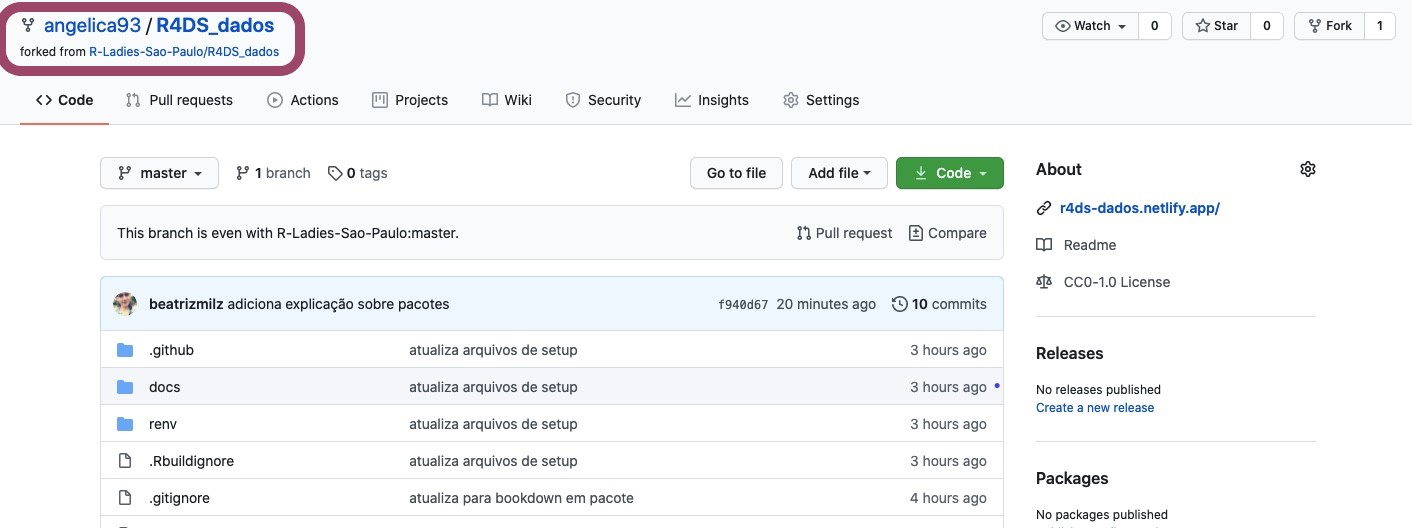 angelica93 / R4DS_dados
forked from R-Ladies-Sao-Paulo/R4DS_dados
Watch 0 Star 0 Fork 1
Code Pull requests Actions Projects Wiki Security Insights Settings
master 1 branch 0 tags Go to file Add file Code
This branch is even with R-Ladies-Sao-Paulo:master. Pull request Compare
beatrizmilz adiciona explicação sobre pacotes f940d67 20 minutes ago 10 commits
.github atualiza arquivos de setup 3 hours ago
docs atualiza arquivos de setup 3 hours ago
renv atualiza arquivos de setup 3 hours ago
.Rbuildignore atualiza arquivos de setup 3 hours ago
.gitignore atualiza para bookdown em pacote 4 hours ago
About
r4ds-dados.netlify.app/
Readme
CC0-1.0 License
Releases
No releases published
Create a new release
Packages
No packages published